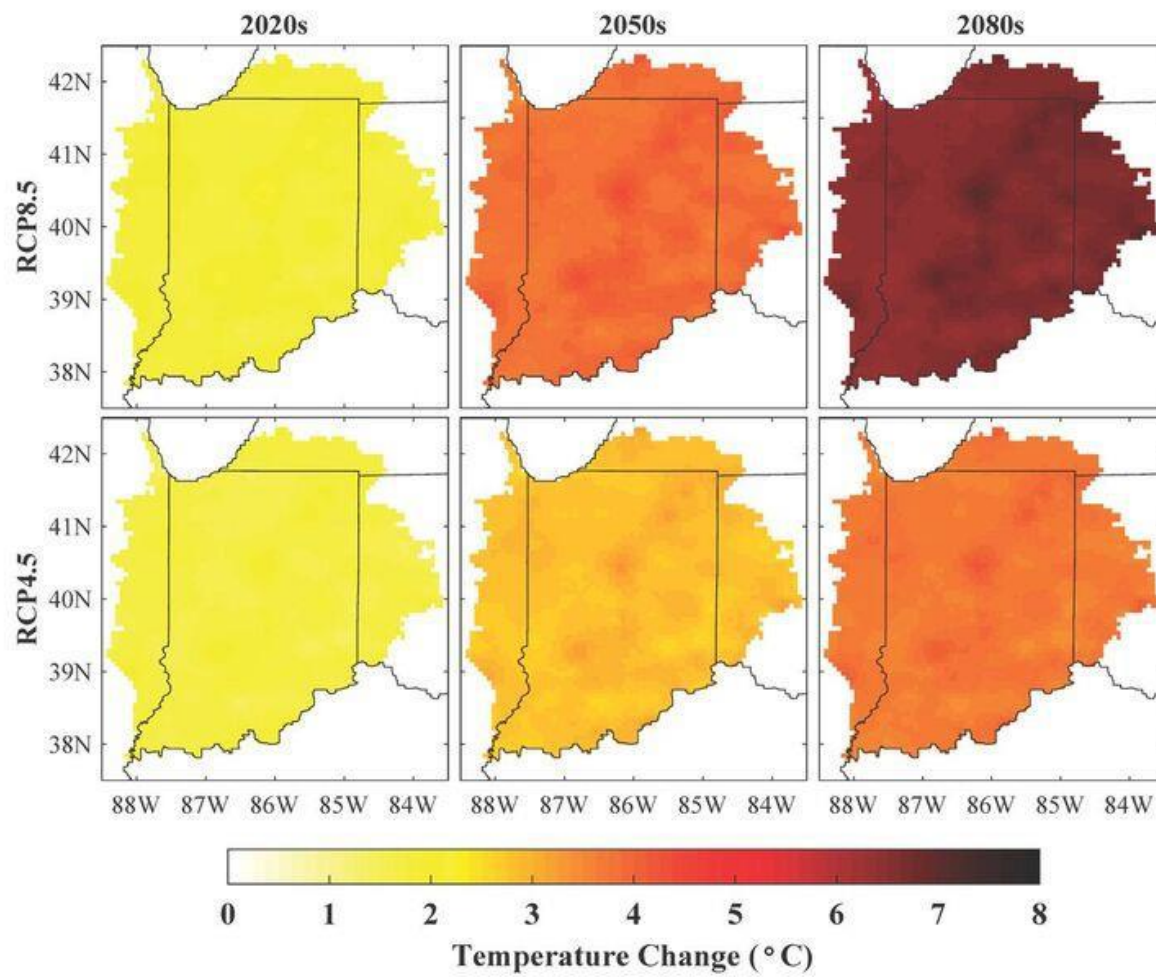 2020s 2050s 2080s
RCP8.5
42N
41N
40N
39N
38N
RCP4.5
42N
41N
40N
39N
38N
88W 87W 86W 85W 84W 88W 87W 86W 85W 84W 88W 87W 86W 85W 84W
0 1 2 3 4 5 6 7 8
Temperature Change (°C)